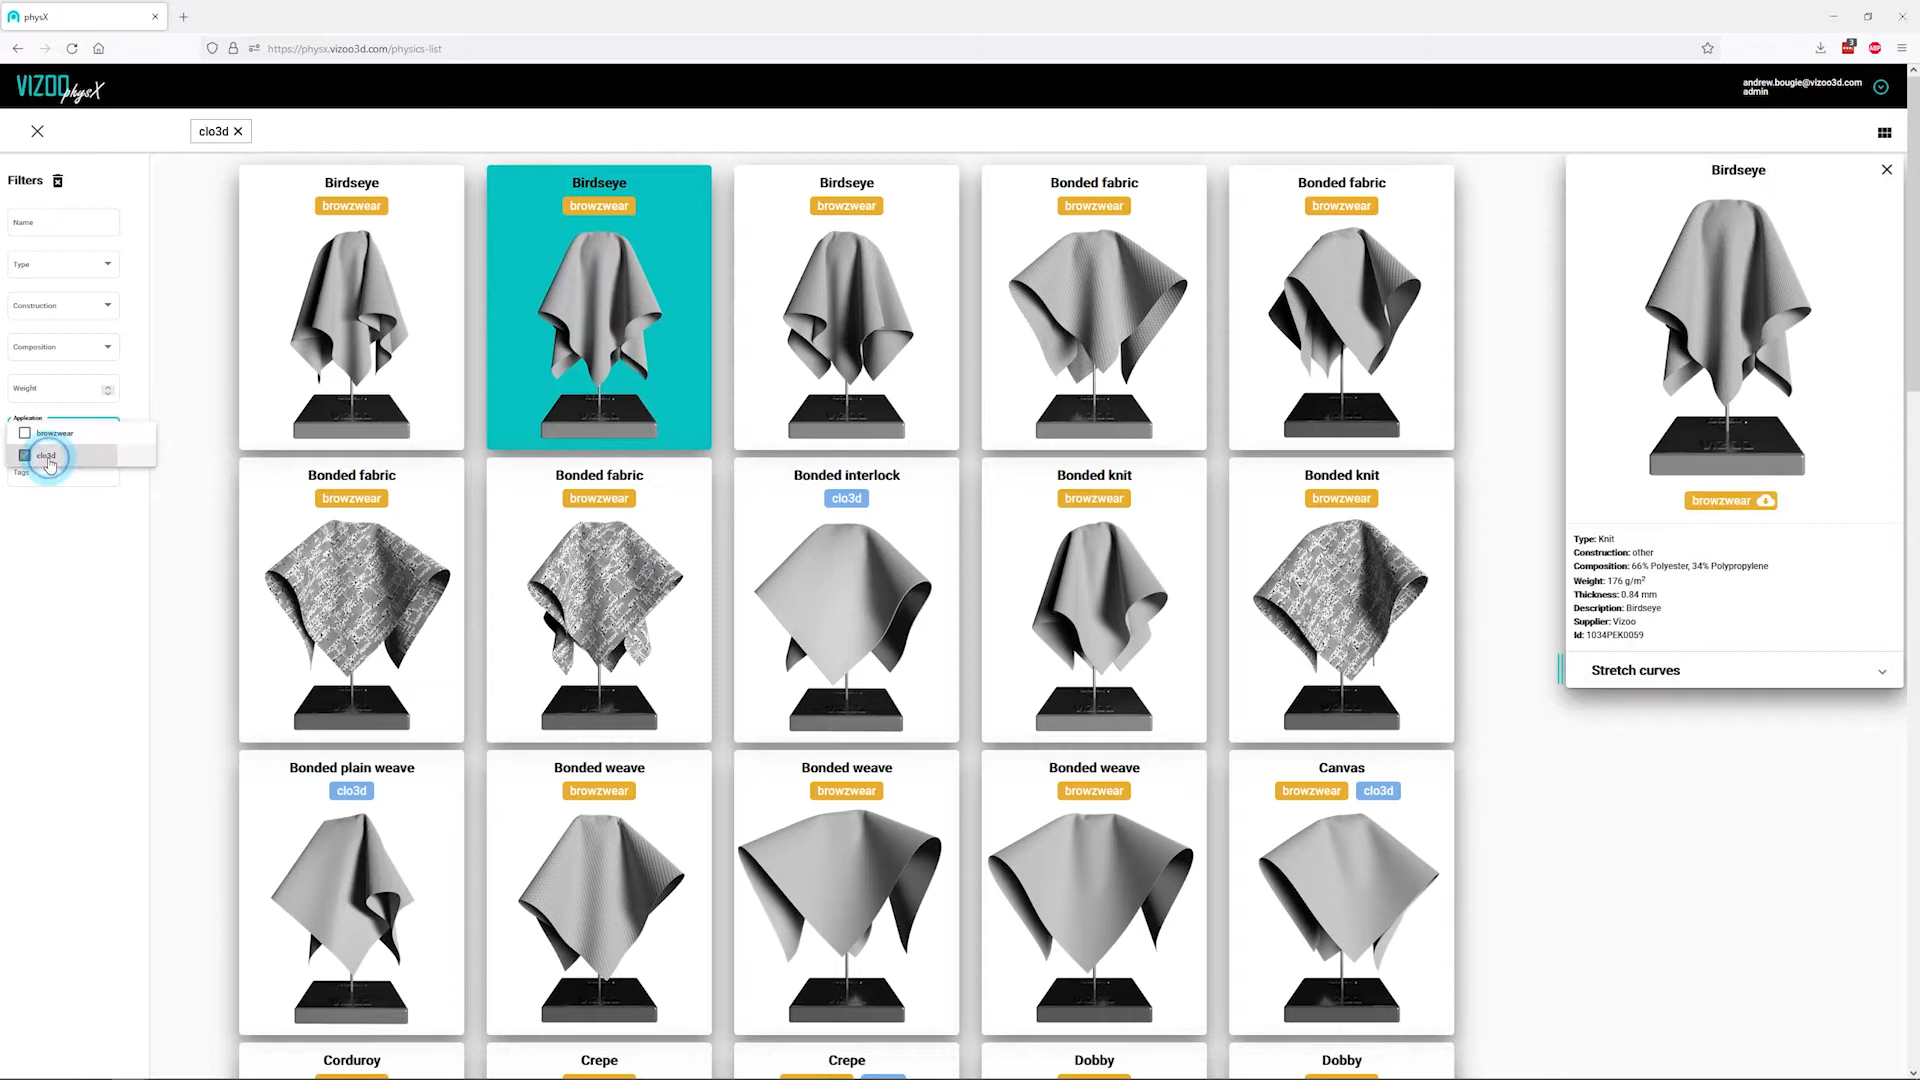 physX
https://physx.vizoo3d.com/physics-list
3
ABP
VIZOO physX
andrew.bougie@vizoo3d.com
admin
clo3d
Filters
Name
Type
Construction
Composition
Weight
Application
browzwear
clo3d
Tags
Birdseye
browzwear
Birdseye
browzwear
Birdseye
browzwear
Bonded fabric
browzwear
Bonded fabric
browzwear
Bonded fabric
browzwear
Bonded fabric
browzwear
Bonded interlock
clo3d
Bonded knit
browzwear
Bonded knit
browzwear
Bonded plain weave
clo3d
Bonded weave
browzwear
Bonded weave
browzwear
Bonded weave
browzwear
Canvas
browzwear clo3d
Corduroy
Crepe
Crepe
Dobby
Dobby
Birdseye
browzwear
Type: Knit
Construction: other
Composition: 66% Polyester, 34% Polypropylene
Weight: 176 g/m²
Thickness: 0.84 mm
Description: Birdseye
Supplier: Vizoo
Id: 1034PEK0059
Stretch curves